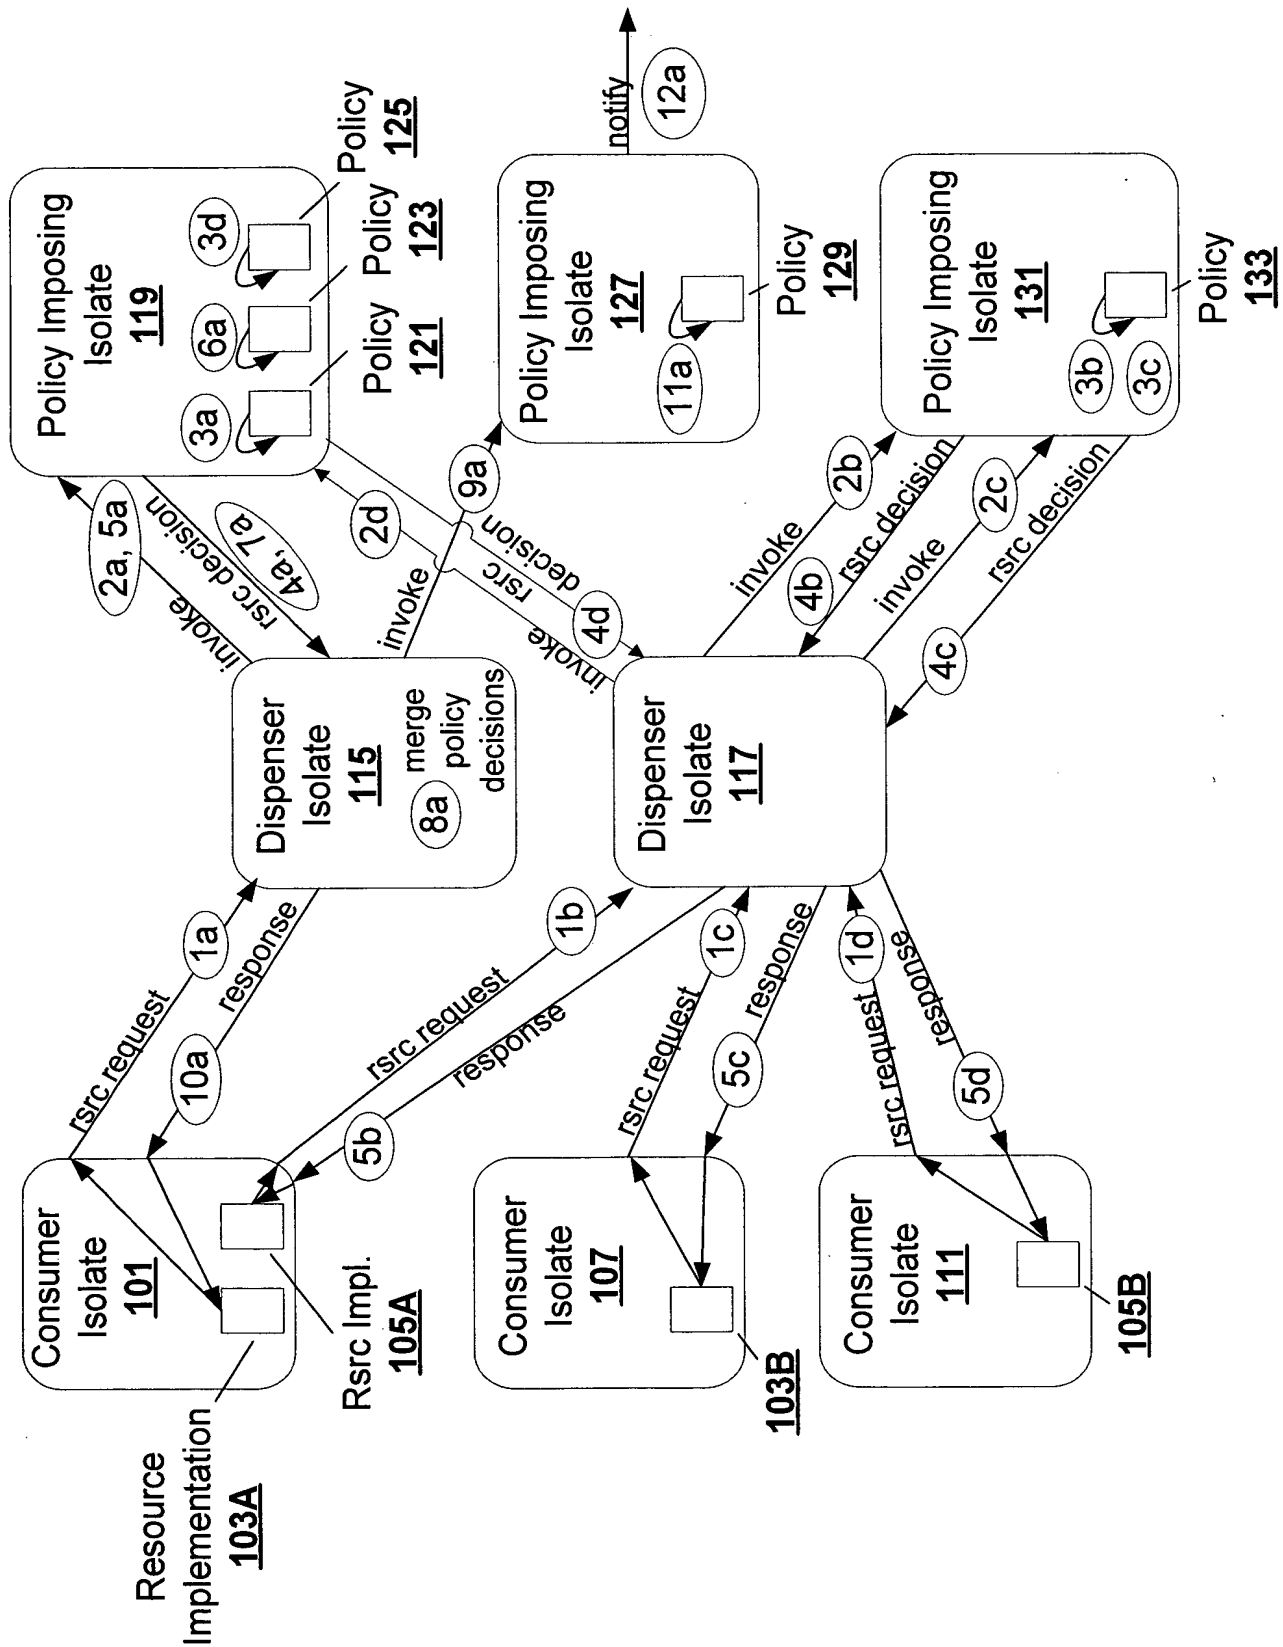 Resource
Implementation
103A
Consumer
Isolate
101
Rsrc Impl.
105A
rsrc request
1a
10a
response
rsrc request
1b
5b
response
Consumer
Isolate
107
103B
rsrc request
1c
5c
response
Consumer
Isolate
111
105B
rsrc request
1d
5d
response
Dispenser
Isolate
115
8a
merge
policy
decisions
Dispenser
Isolate
117
invoke
2a, 5a
rsrc decision
4a, 7a
invoke
9a
invoke
2d
rsrc
decision
4d
invoke
2b
rsrc decision
4b
invoke
2c
rsrc decision
4c
Policy Imposing
Isolate
119
3a
6a
3d
Policy
121
Policy
123
Policy
125
Policy Imposing
Isolate
127
11a
Policy
129
notify
12a
Policy Imposing
Isolate
131
3b
3c
Policy
133